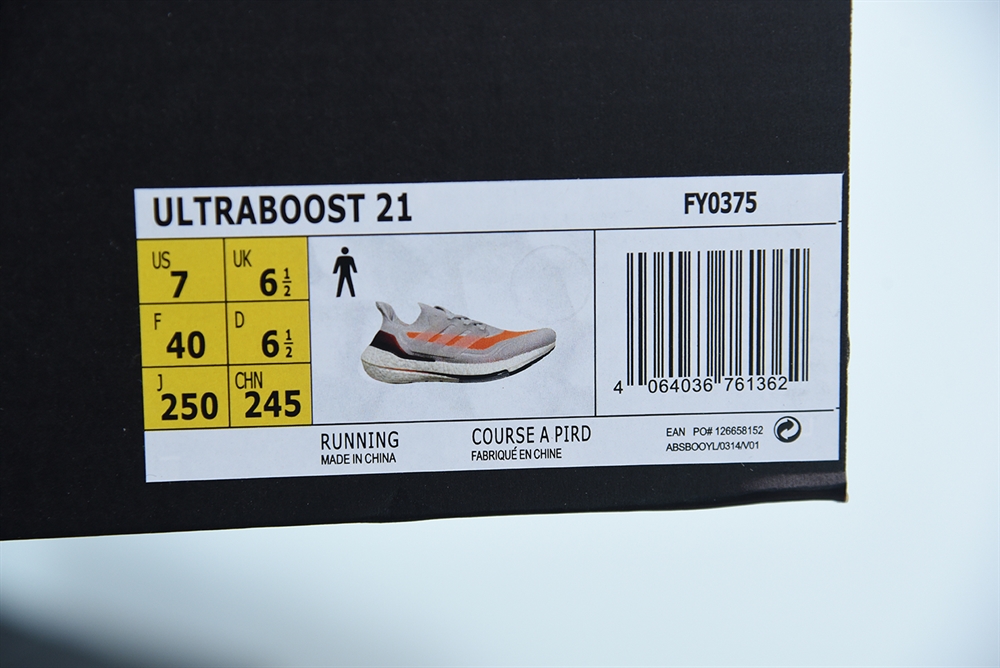 ULTRABOOST 21 FY0375
US 7 UK 6 1/2
F 40 D 6 1/2
J 250 CHN 245
4 064036 761362
RUNNING
MADE IN CHINA
COURSE A PIRD
FABRIQUÉ EN CHINE
EAN PO# 126658152
ABSBOOYL/0314/V01